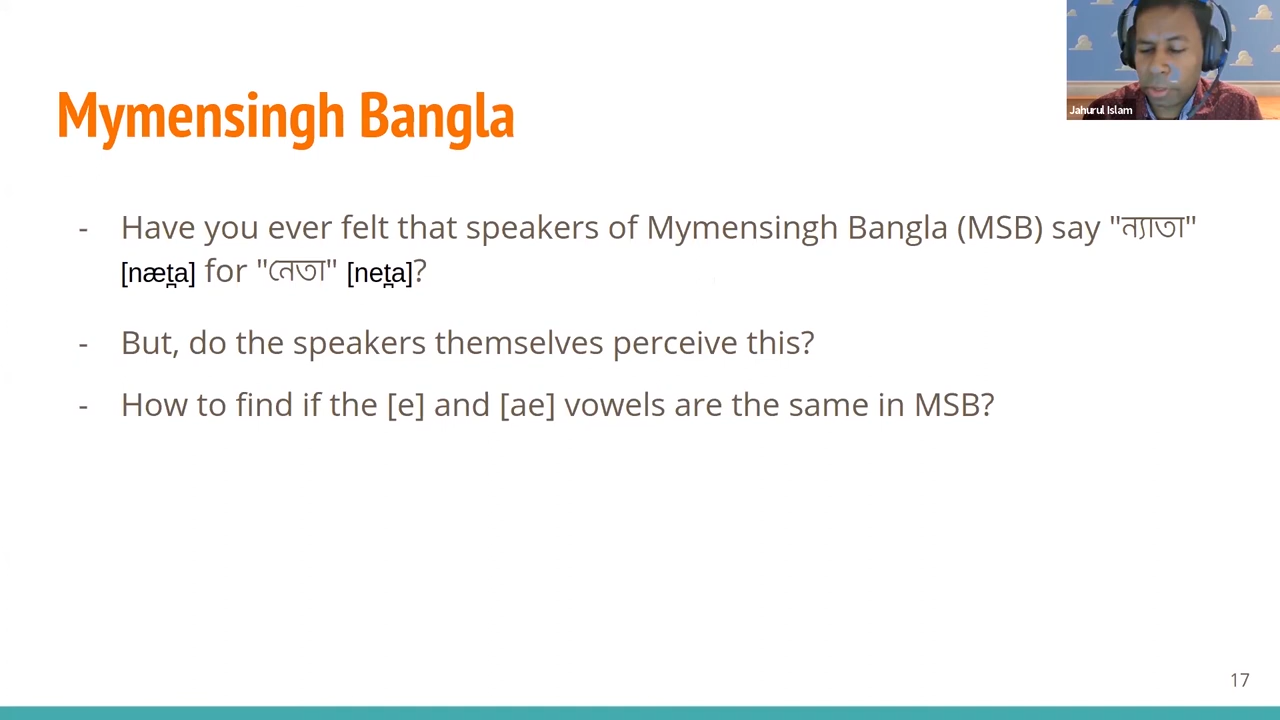 Jahurul Islam
Mymensingh Bangla
- Have you ever felt that speakers of Mymensingh Bangla (MSB) say "ন্যাতা"
[næt̪a] for "নেতা" [net̪a]?
- But, do the speakers themselves perceive this?
- How to find if the [e] and [ae] vowels are the same in MSB?
17